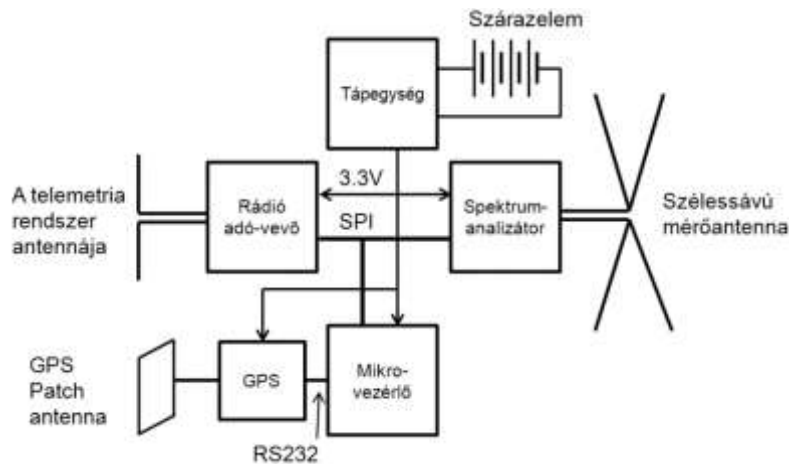 Szárazelem
Tápegység
3.3V
A telemetria
rendszer
antennája
Rádió
adó-vevő
SPI
Spektrum-
analizátor
Szélessávú
mérőantenna
GPS
Patch
antenna
GPS
Mikro-
vezérlő
RS232